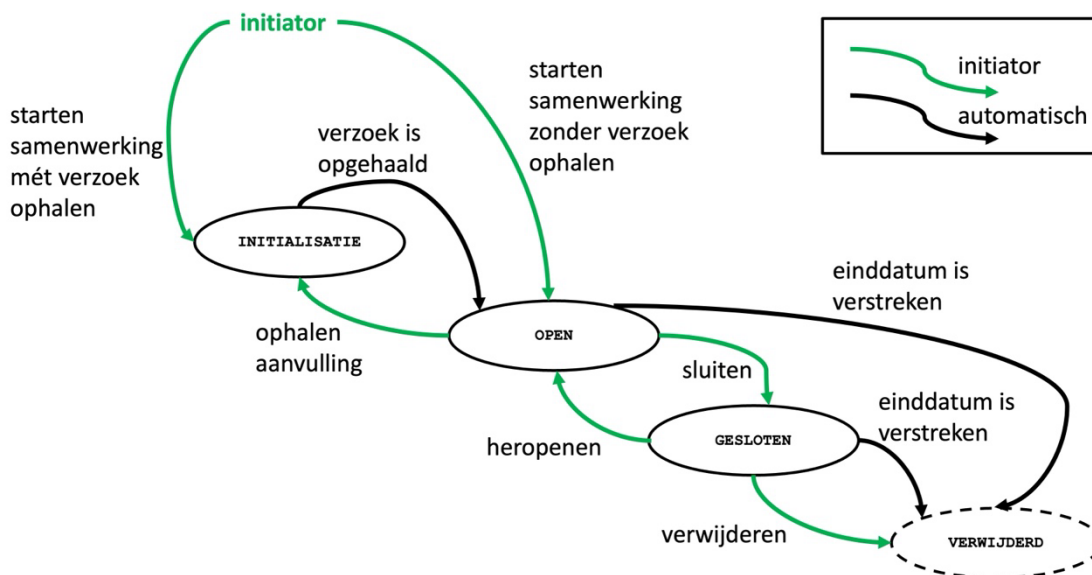 initiator
starten
samenwerking
mét verzoek
ophalen
verzoek is
opgehaald
starten
samenwerking
zonder verzoek
ophalen
initiator
automatisch
INITIALISATIE
einddatum is
verstreken
ophalen
aanvulling
OPEN
sluiten
einddatum is
verstreken
heropenen
GESLOTEN
verwijderen
VERWIJDERD